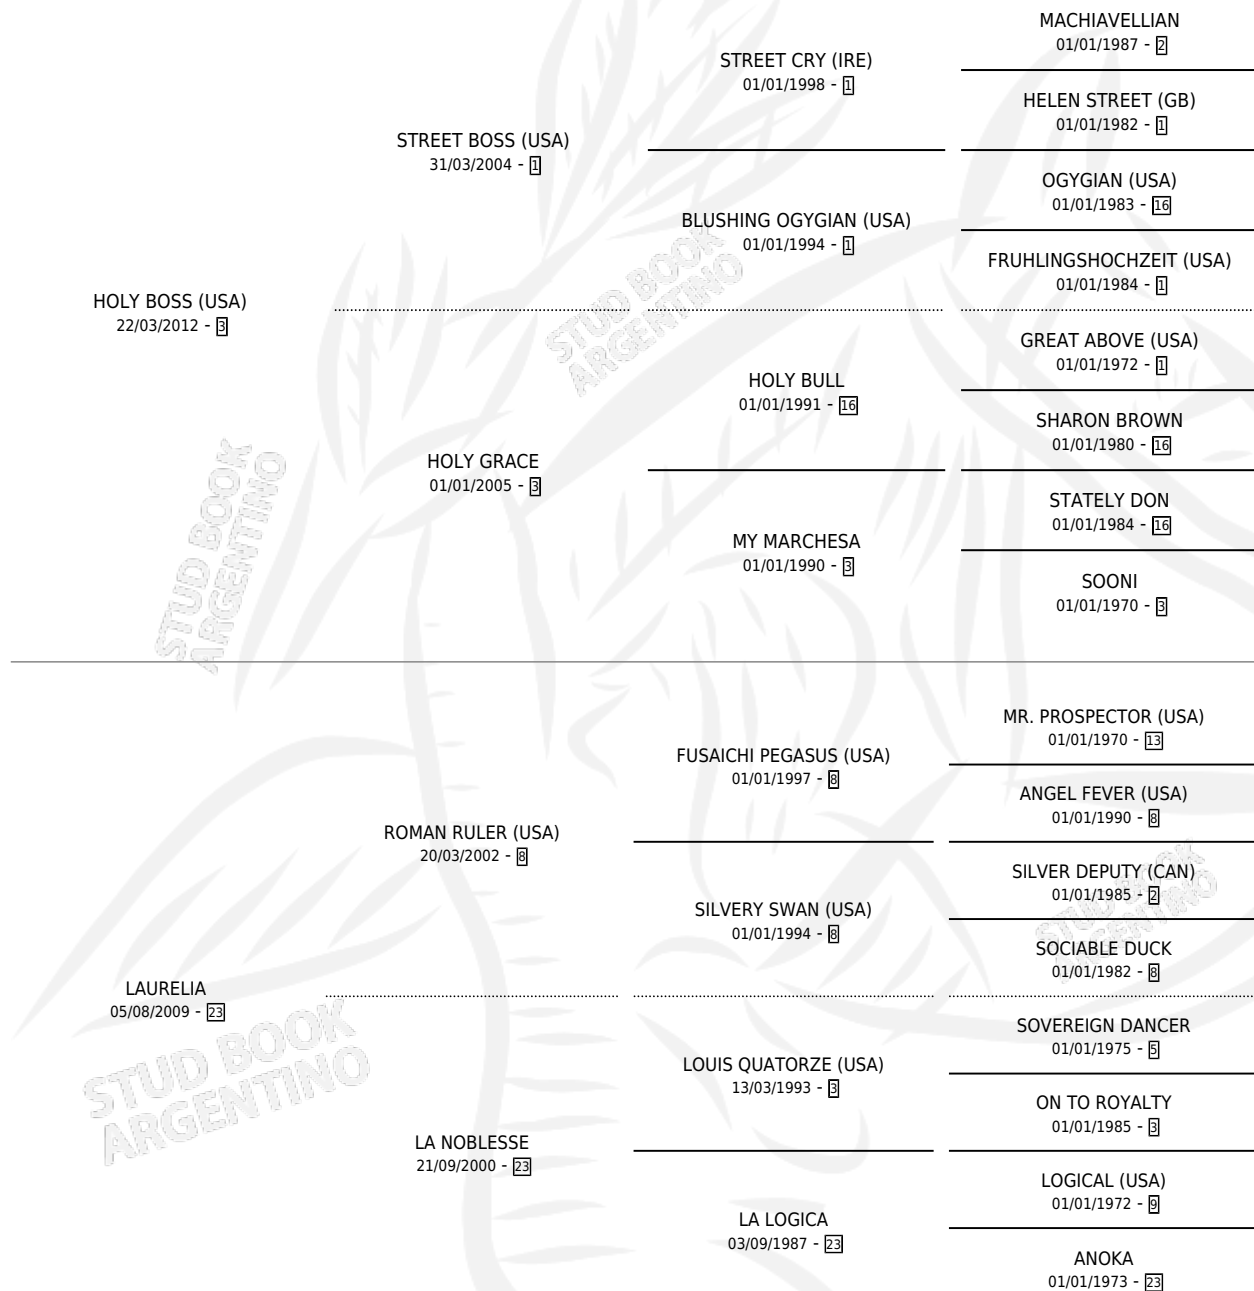 MACHIAVELLIAN
01/01/1987 - 2
STREET CRY (IRE)
01/01/1998 - 1
HELEN STREET (GB)
01/01/1982 - 1
STREET BOSS (USA)
31/03/2004 - 1
OGYGIAN (USA)
01/01/1983 - 16
BLUSHING OGYGIAN (USA)
01/01/1994 - 1
FRUHLINGSHOCHZEIT (USA)
01/01/1984 - 1
HOLY BOSS (USA)
22/03/2012 - 3
STUD BOOK
ARGENTINO
GREAT ABOVE (USA)
01/01/1972 - 1
HOLY BULL
01/01/1991 - 16
SHARON BROWN
01/01/1980 - 16
HOLY GRACE
01/01/2005 - 3
STATELY DON
01/01/1984 - 16
MY MARCHESA
01/01/1990 - 3
SOONI
01/01/1970 - 3
STUD BOOK
ARGENTINO
MR. PROSPECTOR (USA)
01/01/1970 - 13
FUSAICHI PEGASUS (USA)
01/01/1997 - 8
ANGEL FEVER (USA)
01/01/1990 - 8
ROMAN RULER (USA)
20/03/2002 - 8
SILVER DEPUTY (CAN)
01/01/1985 - 2
SILVERY SWAN (USA)
01/01/1994 - 8
SOCIABLE DUCK
01/01/1982 - 8
STUD BOOK
ARGENTINO
LAURELIA
05/08/2009 - 23
SOVEREIGN DANCER
01/01/1975 - 5
LOUIS QUATORZE (USA)
13/03/1993 - 3
ON TO ROYALTY
01/01/1985 - 3
STUD BOOK
ARGENTINO
LA NOBLESSE
21/09/2000 - 23
LOGICAL (USA)
01/01/1972 - 9
LA LOGICA
03/09/1987 - 23
ANOKA
01/01/1973 - 23